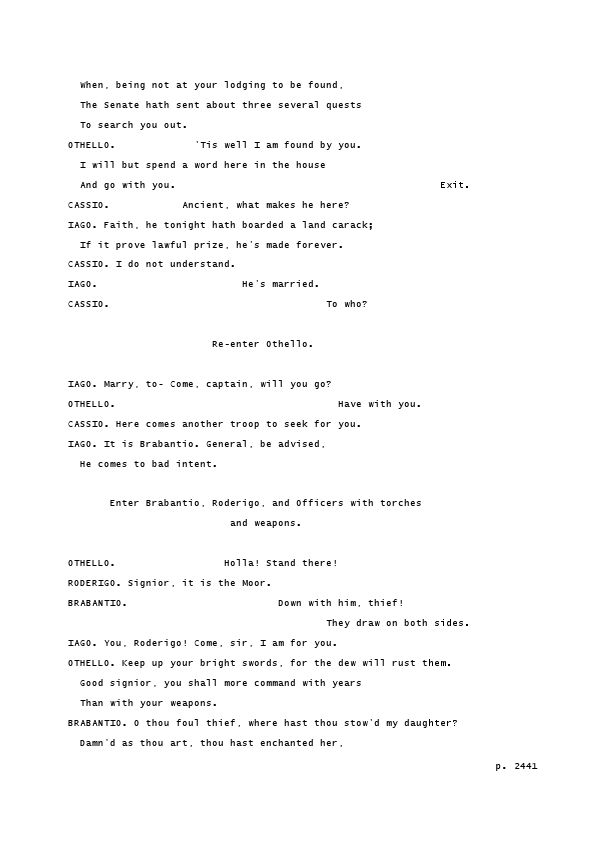 When, being not at your lodging to be found,
The Senate hath sent about three several quests
To search you out.
OTHELLO. 'Tis well I am found by you.
I will but spend a word here in the house
And go with you. Exit.
CASSIO. Ancient, what makes he here?
IAGO. Faith, he tonight hath boarded a land carack;
If it prove lawful prize, he's made forever.
CASSIO. I do not understand.
IAGO. He's married.
CASSIO. To who?
Re-enter Othello.
IAGO. Marry, to- Come, captain, will you go?
OTHELLO. Have with you.
CASSIO. Here comes another troop to seek for you.
IAGO. It is Brabantio. General, be advised,
He comes to bad intent.
Enter Brabantio, Roderigo, and Officers with torches
and weapons.
OTHELLO. Holla! Stand there!
RODERIGO. Signior, it is the Moor.
BRABANTIO. Down with him, thief!
They draw on both sides.
IAGO. You, Roderigo! Come, sir, I am for you.
OTHELLO. Keep up your bright swords, for the dew will rust them.
Good signior, you shall more command with years
Than with your weapons.
BRABANTIO. O thou foul thief, where hast thou stow'd my daughter?
Damn'd as thou art, thou hast enchanted her,
p. 2441